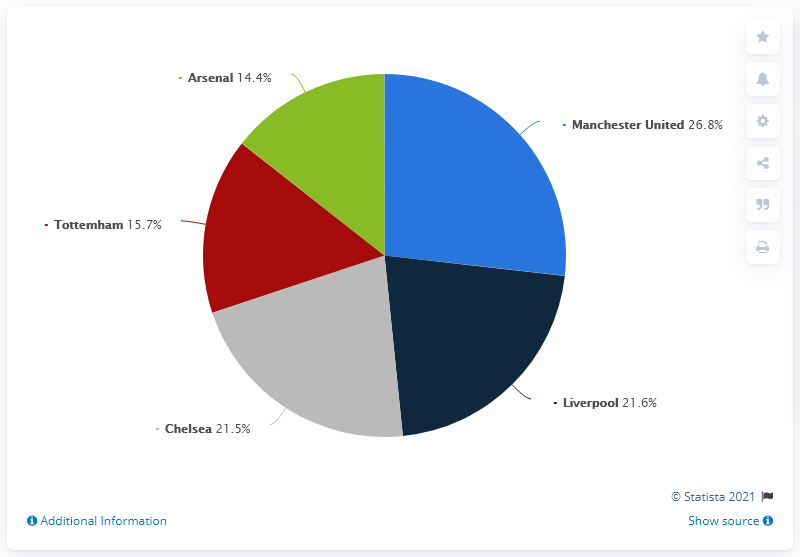 Arsenal 14.4%
Manchester United 26.8%
Tottemham 15.7%
Liverpool 21.6%
Chelsea 21.5%
© Statista 2021
Additional Information
Show source